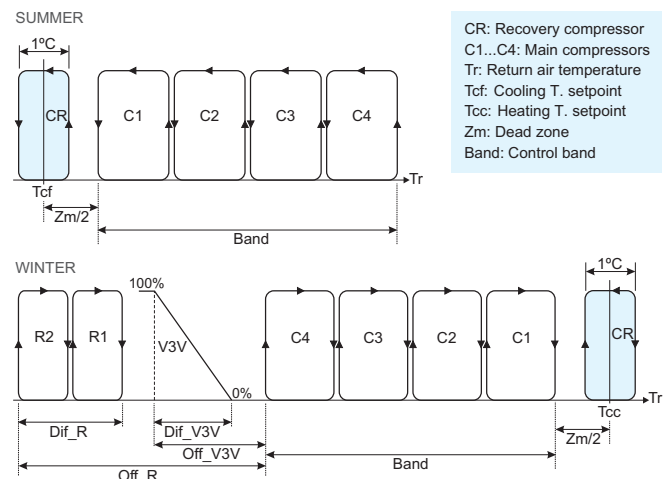 SUMMER
1ºC
CR
C1
C2
C3
C4
Tr
Tcf
Zm/2
Band
CR: Recovery compressor
C1...C4: Main compressors
Tr: Return air temperature
Tcf: Cooling T. setpoint
Tcc: Heating T. setpoint
Zm: Dead zone
Band: Control band
WINTER
100%
1ºC
R2
R1
V3V
0%
C4
C3
C2
C1
CR
Tr
Tcc
Dif_R
Dif_V3V
Zm/2
Off_V3V
Band
Off_R